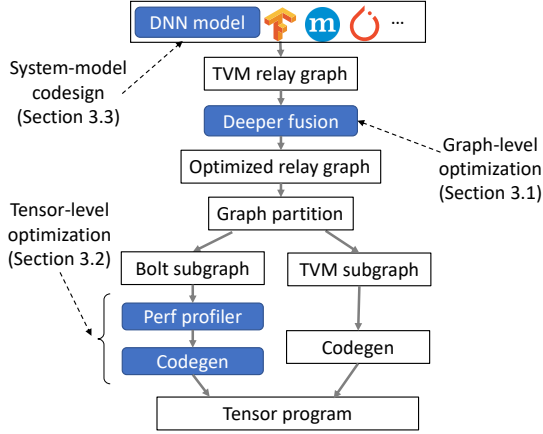 DNN model
m
...
System-model
codesign
(Section 3.3)
TVM relay graph
Deeper fusion
Graph-level
optimization
(Section 3.1)
Optimized relay graph
Graph partition
Tensor-level
optimization
(Section 3.2)
Bolt subgraph
TVM subgraph
Perf profiler
Codegen
Codegen
Tensor program